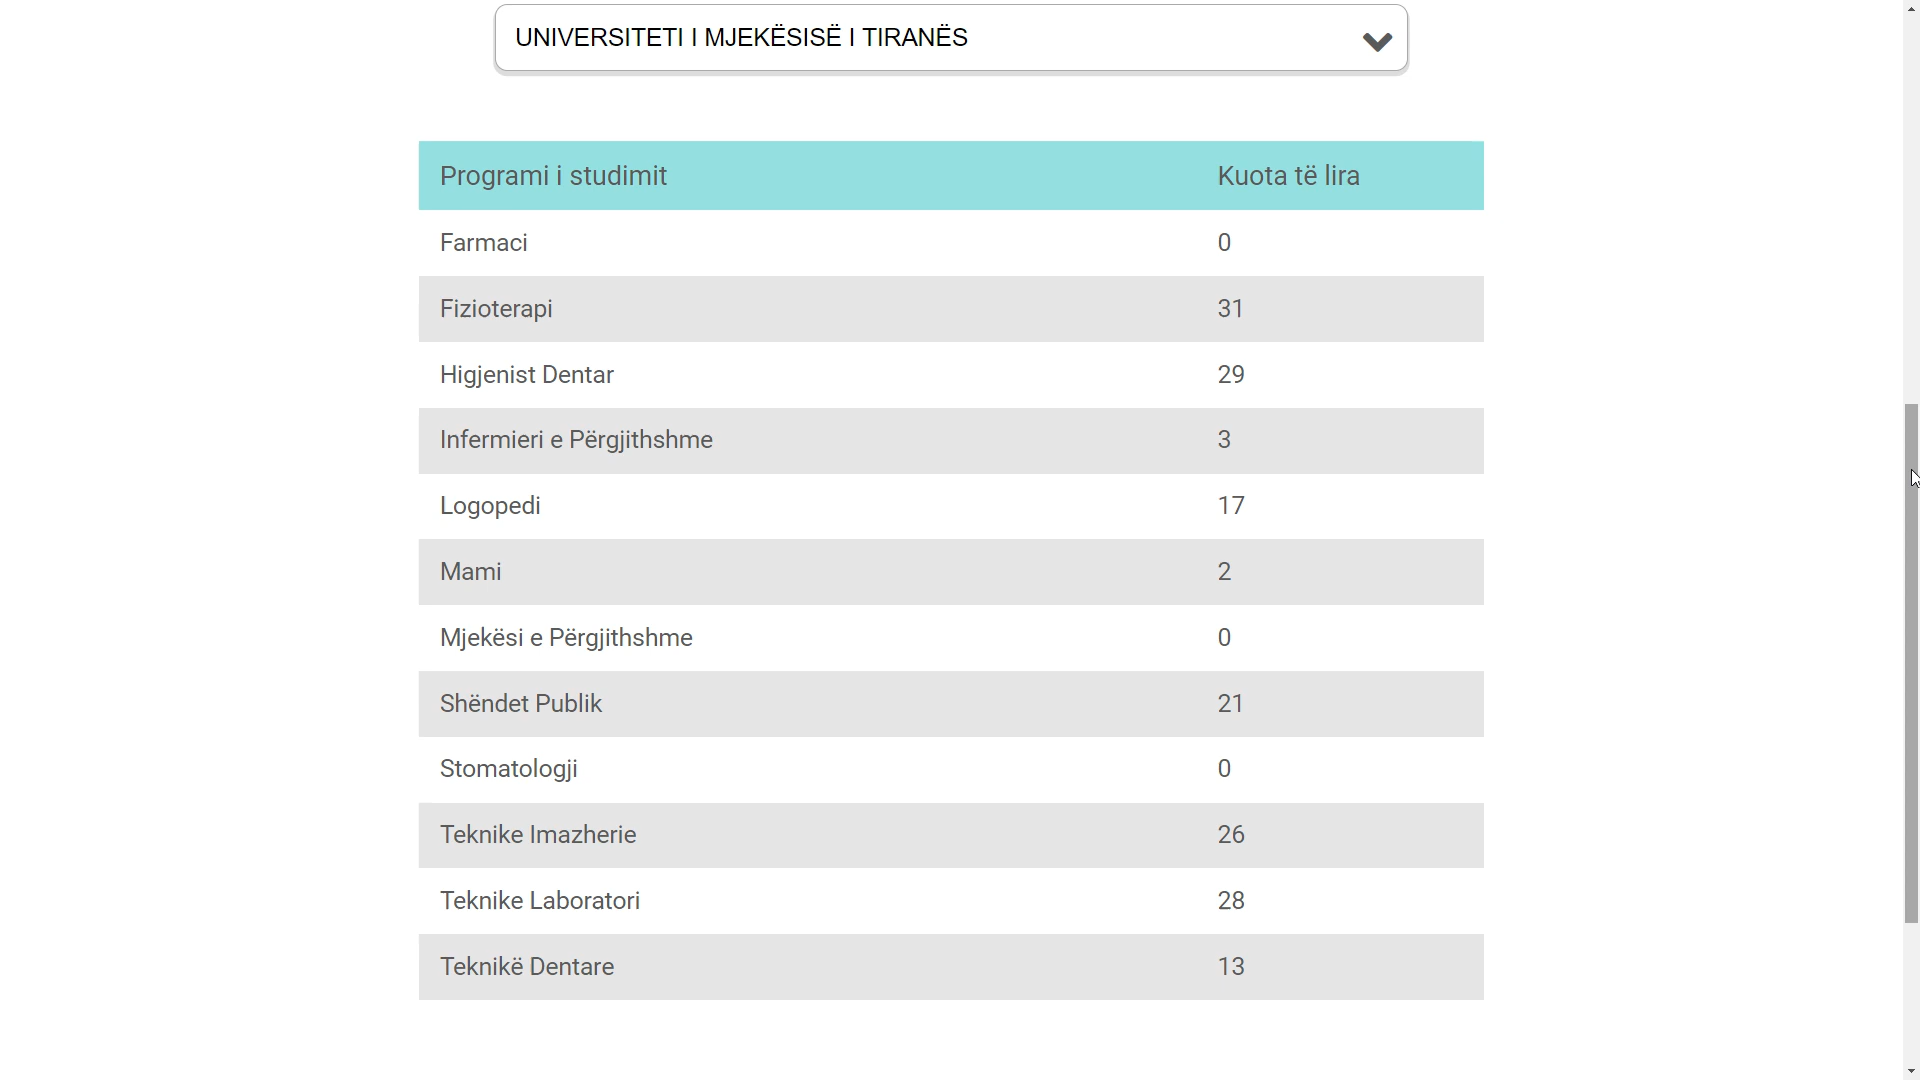 UNIVERSITETI I MJEKËSISË I TIRANËS
Programi i studimit Kuota të lira
Farmaci 0
Fizioterapi 31
Higjenist Dentar 29
Infermieri e Përgjithshme 3
Logopedi 17
Mami 2
Mjekësi e Përgjithshme 0
Shëndet Publik 21
Stomatologji 0
Teknike Imazherie 26
Teknike Laboratori 28
Teknikë Dentare 13